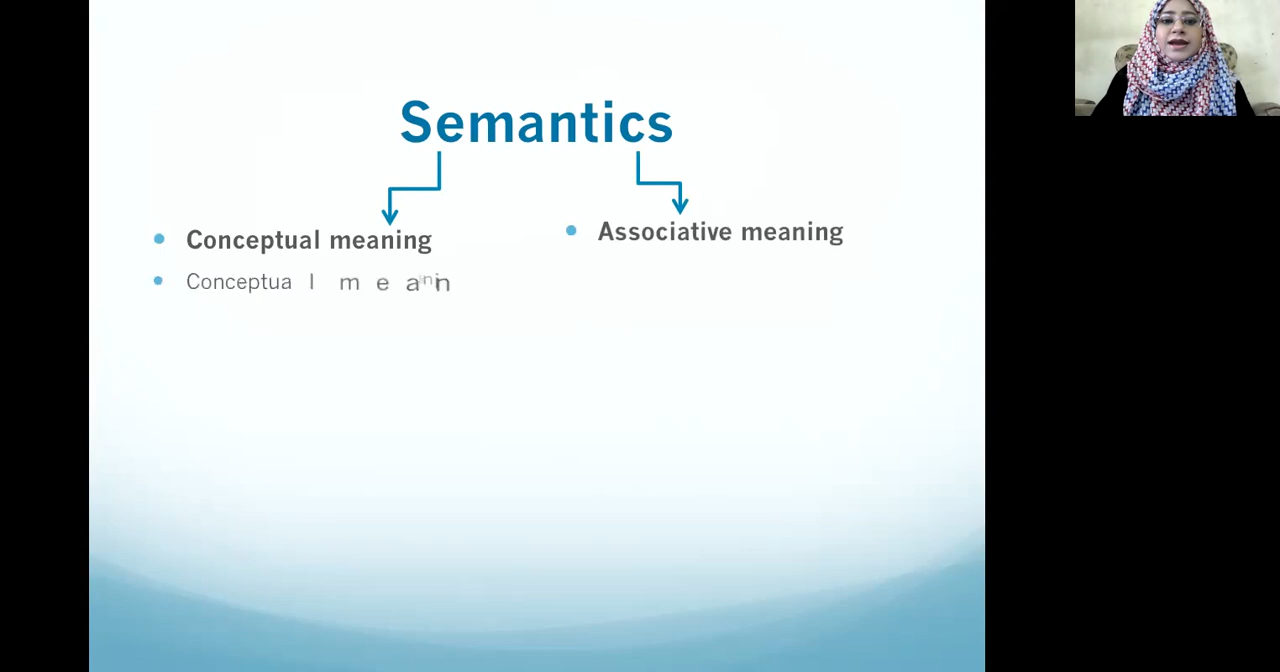 Semantics
Conceptual meaning
Associative meaning
Conceptual